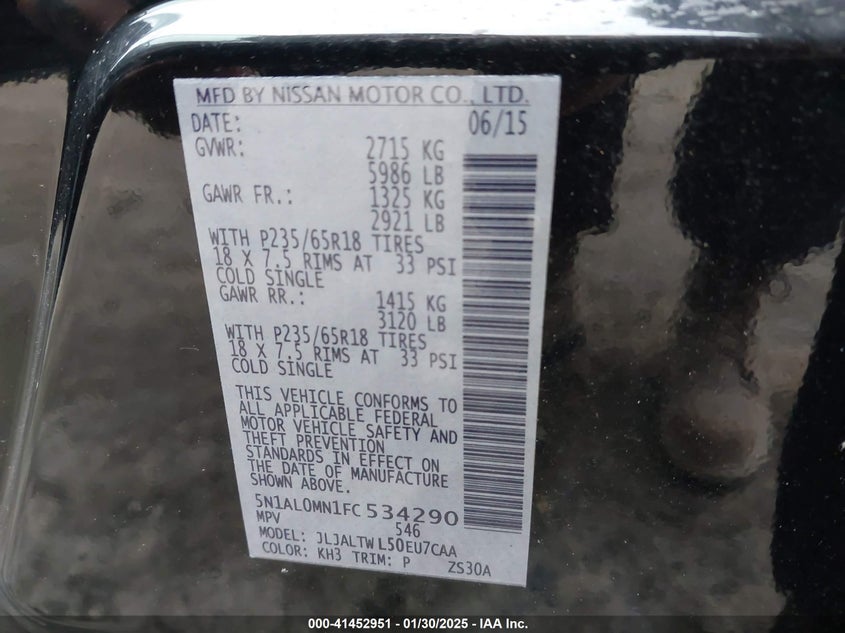 MFD BY NISSAN MOTOR CO., LTD.
DATE: 06/15
GVWR: 2715 KG
5986 LB
GAWR FR.: 1325 KG
2921 LB
WITH P235/65R18 TIRES
18 X 7.5 RIMS AT 33 PSI
COLD SINGLE
GAWR RR.: 1415 KG
3120 LB
WITH P235/65R18 TIRES
18 X 7.5 RIMS AT 33 PSI
COLD SINGLE
THIS VEHICLE CONFORMS TO
ALL APPLICABLE FEDERAL
MOTOR VEHICLE SAFETY AND
THEFT PREVENTION
STANDARDS IN EFFECT ON
THE DATE OF MANUFACTURE
SHOWN ABOVE.
5N1AL0MN1FC534290
MPV 546
MODEL: JLJALTWL50EU7CAA
COLOR: KH3 TRIM: P ZS30A
000-41452951 - 01/30/2025 - IAA Inc.